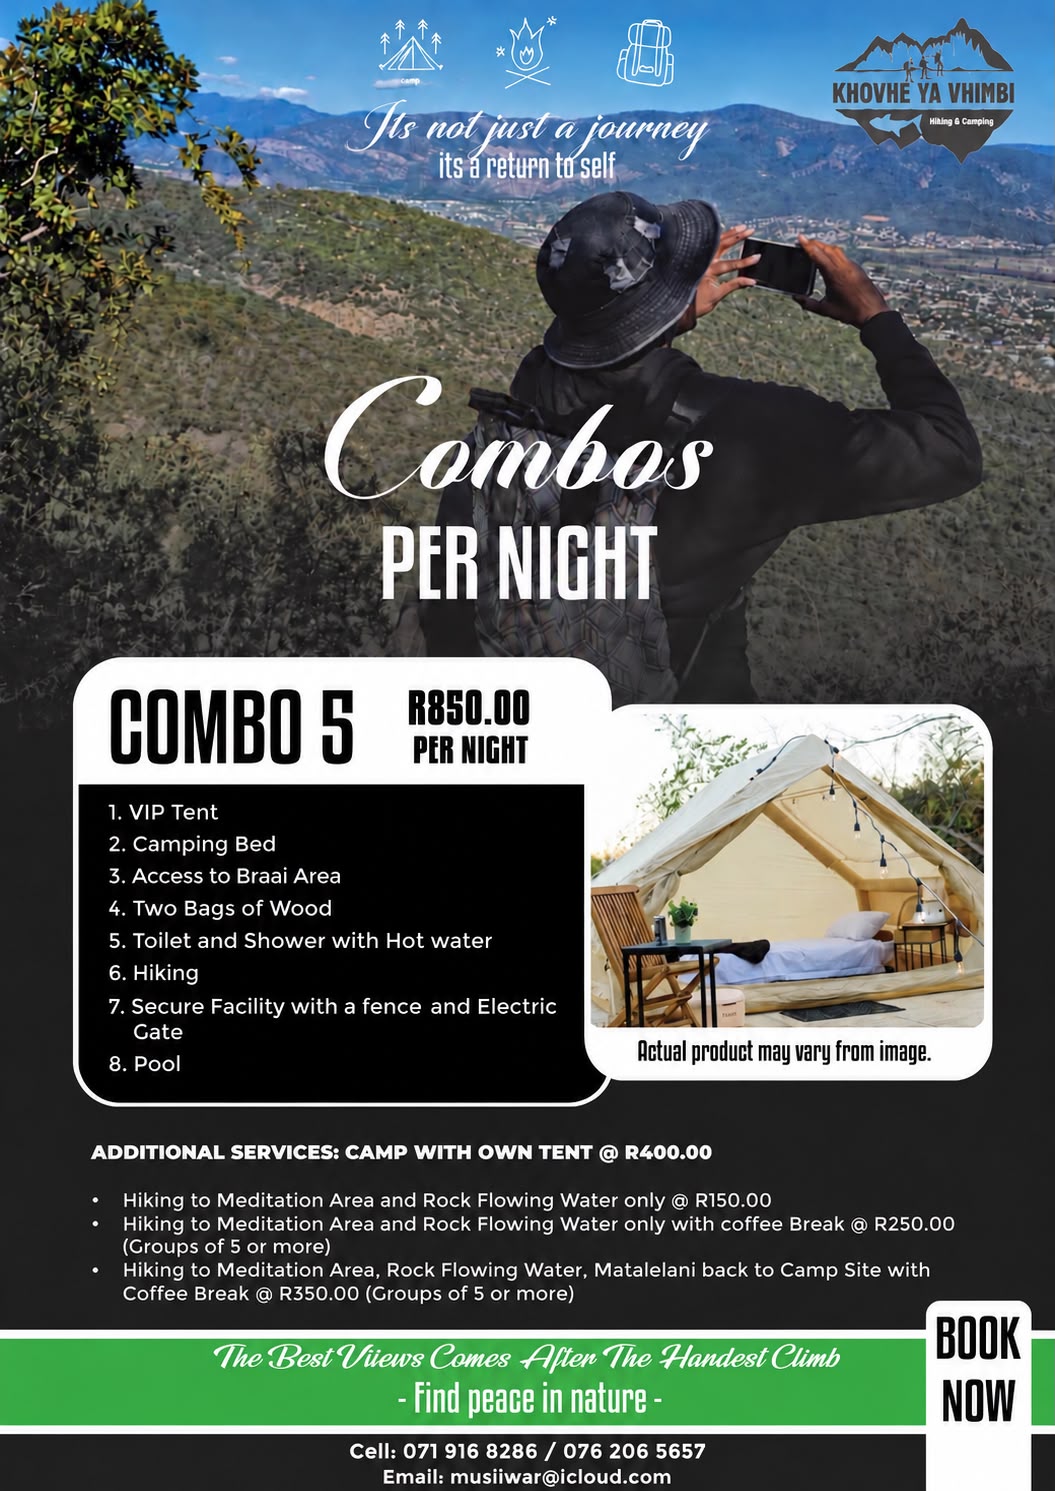 camp
Its not just a journey
its a return to self
KHOVHE YA VHIMBI
Hiking & Camping
Combos
PER NIGHT
COMBO 5
R850.00
PER NIGHT
1. VIP Tent
2. Camping Bed
3. Access to Braai Area
4. Two Bags of Wood
5. Toilet and Shower with Hot water
6. Hiking
7. Secure Facility with a fence and Electric
Gate
8. Pool
Actual product may vary from image.
ADDITIONAL SERVICES: CAMP WITH OWN TENT @ R400.00
• Hiking to Meditation Area and Rock Flowing Water only @ R150.00
• Hiking to Meditation Area and Rock Flowing Water only with coffee Break @ R250.00
(Groups of 5 or more)
• Hiking to Meditation Area, Rock Flowing Water, Matalelani back to Camp Site with
Coffee Break @ R350.00 (Groups of 5 or more)
The Best Viiews Comes After The Handest Climb
- Find peace in nature -
BOOK
NOW
Cell: 071 916 8286 / 076 206 5657
Email: musiiwar@icloud.com